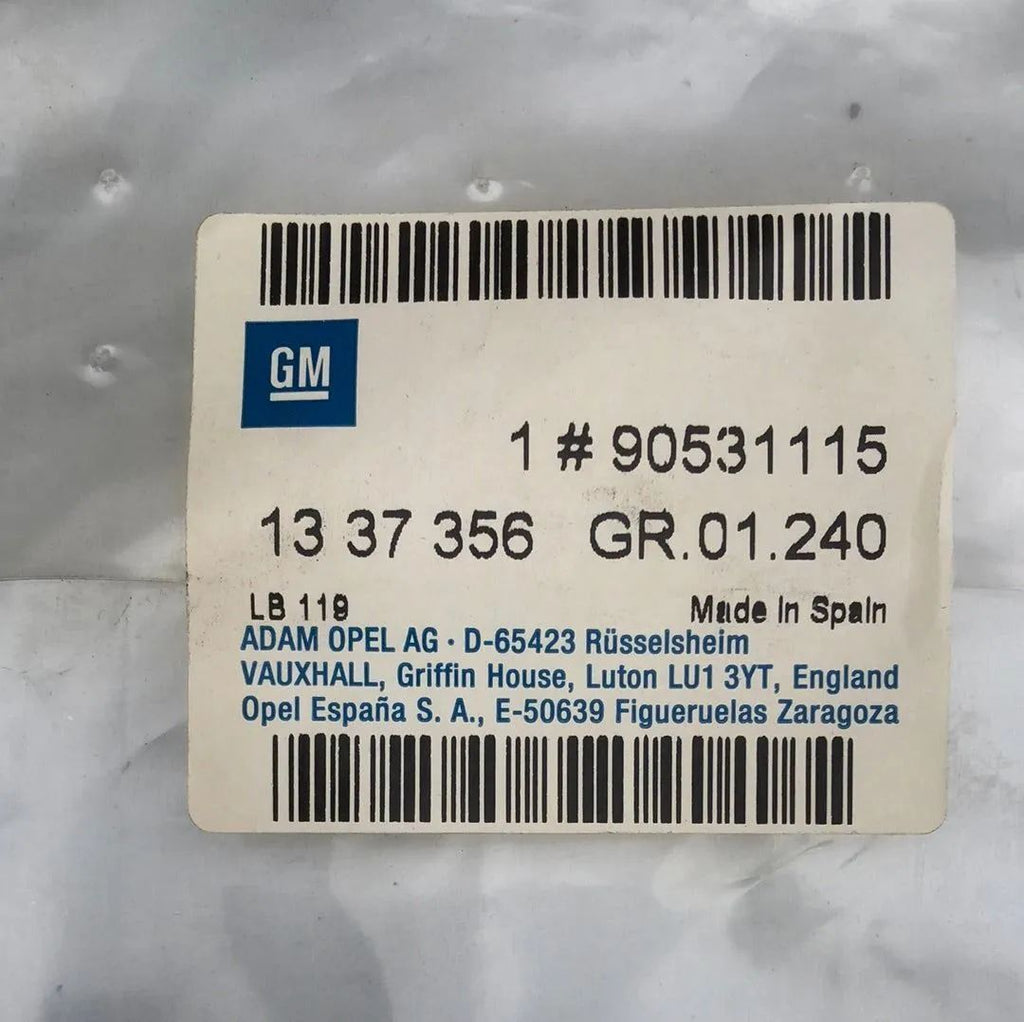 GM
1 # 90531115
13 37 356 GR.01.240
LB 119 Made In Spain
ADAM OPEL AG · D-65423 Rüsselsheim
VAUXHALL, Griffin House, Luton LU1 3YT, England
Opel España S. A., E-50639 Figueruelas Zaragoza